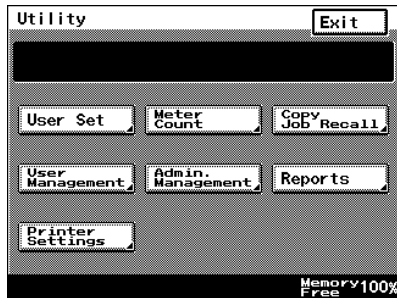 Utility
Exit
User Set
Meter
Count
Copy
Job Recall
User
Management
Admin.
Management
Reports
Printer
Settings
Memory
Free
100%